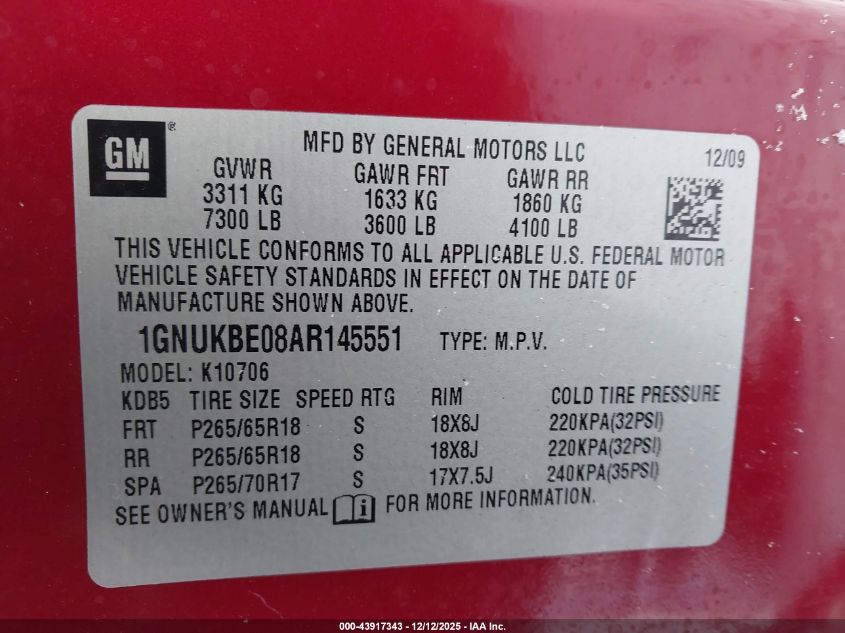 GM
®
MFD BY GENERAL MOTORS LLC
12/09
GVWR GAWR FRT GAWR RR
3311 KG 1633 KG 1860 KG
7300 LB 3600 LB 4100 LB
THIS VEHICLE CONFORMS TO ALL APPLICABLE U.S. FEDERAL MOTOR
VEHICLE SAFETY STANDARDS IN EFFECT ON THE DATE OF
MANUFACTURE SHOWN ABOVE.
1GNUKBE08AR145551 TYPE: M.P.V.
MODEL: K10706
KDB5 TIRE SIZE SPEED RTG RIM COLD TIRE PRESSURE
FRT P265/65R18 S 18X8J 220KPA(32PSI)
RR P265/65R18 S 18X8J 220KPA(32PSI)
SPA P265/70R17 S 17X7.5J 240KPA(35PSI)
SEE OWNER'S MANUAL i FOR MORE INFORMATION.
000-43917343 - 12/12/2025 - IAA Inc.